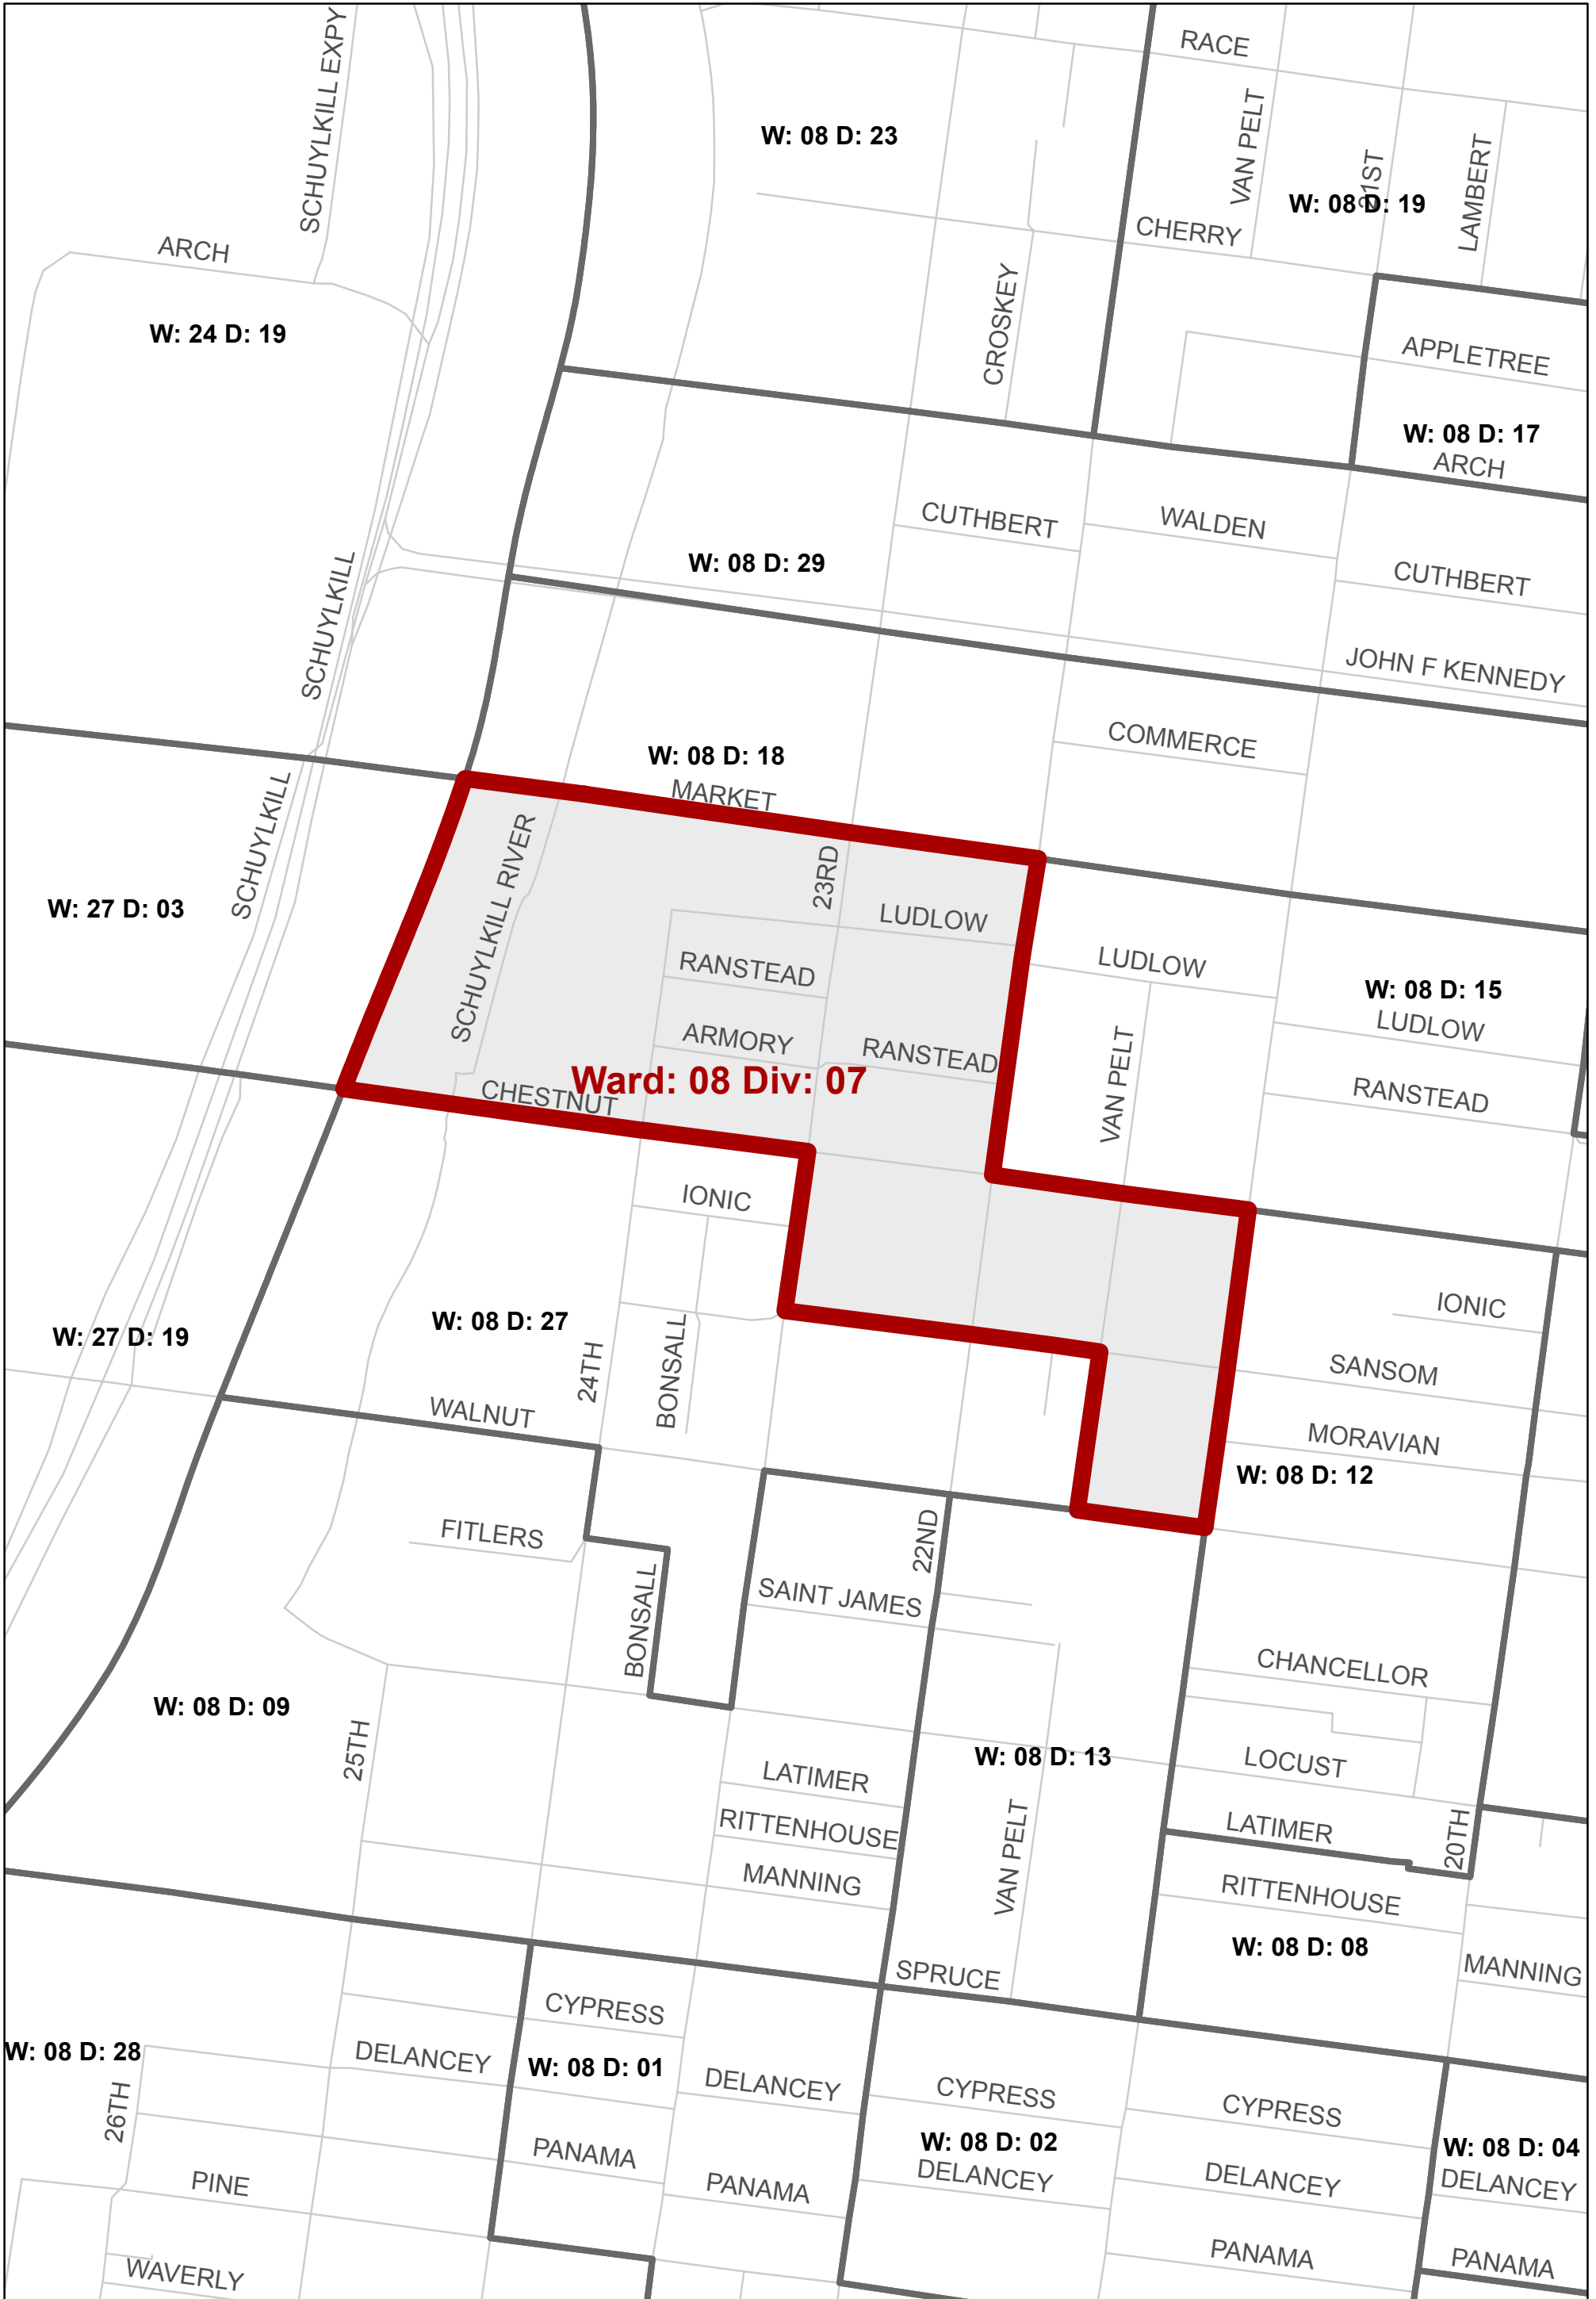 SCHUYLKILL EXPY
RACE
W: 08 D: 23
VAN PELT
21ST
LAMBERT
W: 08 D: 19
CHERRY
ARCH
CROSKEY
W: 24 D: 19
APPLETREE
W: 08 D: 17
ARCH
CUTHBERT
WALDEN
W: 08 D: 29
CUTHBERT
SCHUYLKILL
JOHN F KENNEDY
COMMERCE
W: 08 D: 18
MARKET
SCHUYLKILL
SCHUYLKILL RIVER
23RD
W: 27 D: 03
LUDLOW
LUDLOW
RANSTEAD
W: 08 D: 15
LUDLOW
ARMORY
RANSTEAD
VAN PELT
Ward: 08 Div: 07
CHESTNUT
RANSTEAD
IONIC
IONIC
W: 08 D: 27
W: 27 D: 19
24TH
BONSALL
SANSOM
WALNUT
MORAVIAN
W: 08 D: 12
FITLERS
22ND
BONSALL
SAINT JAMES
CHANCELLOR
W: 08 D: 09
25TH
W: 08 D: 13
LOCUST
LATIMER
RITTENHOUSE
VAN PELT
LATIMER
20TH
MANNING
RITTENHOUSE
W: 08 D: 08
SPRUCE
MANNING
CYPRESS
W: 08 D: 28
DELANCEY
W: 08 D: 01
DELANCEY
CYPRESS
CYPRESS
26TH
W: 08 D: 02
W: 08 D: 04
PANAMA
DELANCEY
DELANCEY
DELANCEY
PINE
PANAMA
PANAMA
PANAMA
WAVERLY